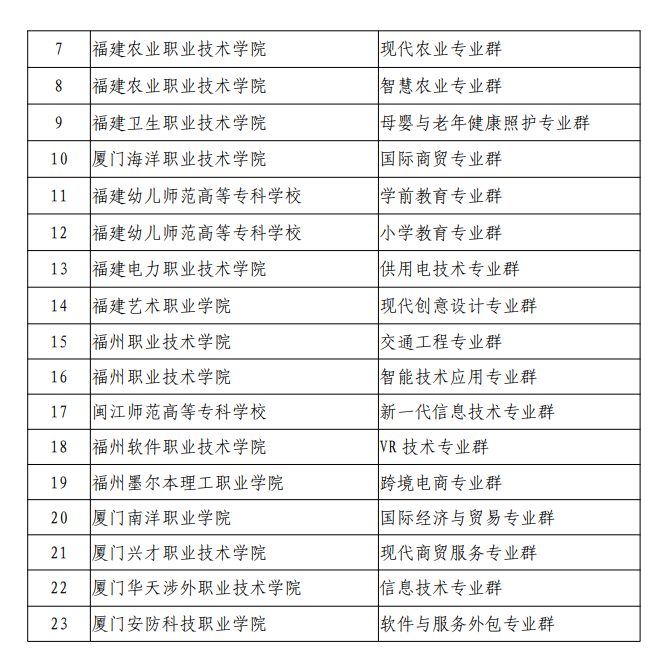 7 福建农业职业技术学院 现代农业专业群
8 福建农业职业技术学院 智慧农业专业群
9 福建卫生职业技术学院 母婴与老年健康照护专业群
10 厦门海洋职业技术学院 国际商贸专业群
11 福建幼儿师范高等专科学校 学前教育专业群
12 福建幼儿师范高等专科学校 小学教育专业群
13 福建电力职业技术学院 供用电技术专业群
14 福建艺术职业学院 现代创意设计专业群
15 福州职业技术学院 交通工程专业群
16 福州职业技术学院 智能技术应用专业群
17 闽江师范高等专科学校 新一代信息技术专业群
18 福州软件职业技术学院 VR 技术专业群
19 福州墨尔本理工职业学院 跨境电商专业群
20 厦门南洋职业学院 国际经济与贸易专业群
21 厦门兴才职业技术学院 现代商贸服务专业群
22 厦门华天涉外职业技术学院 信息技术专业群
23 厦门安防科技职业学院 软件与服务外包专业群